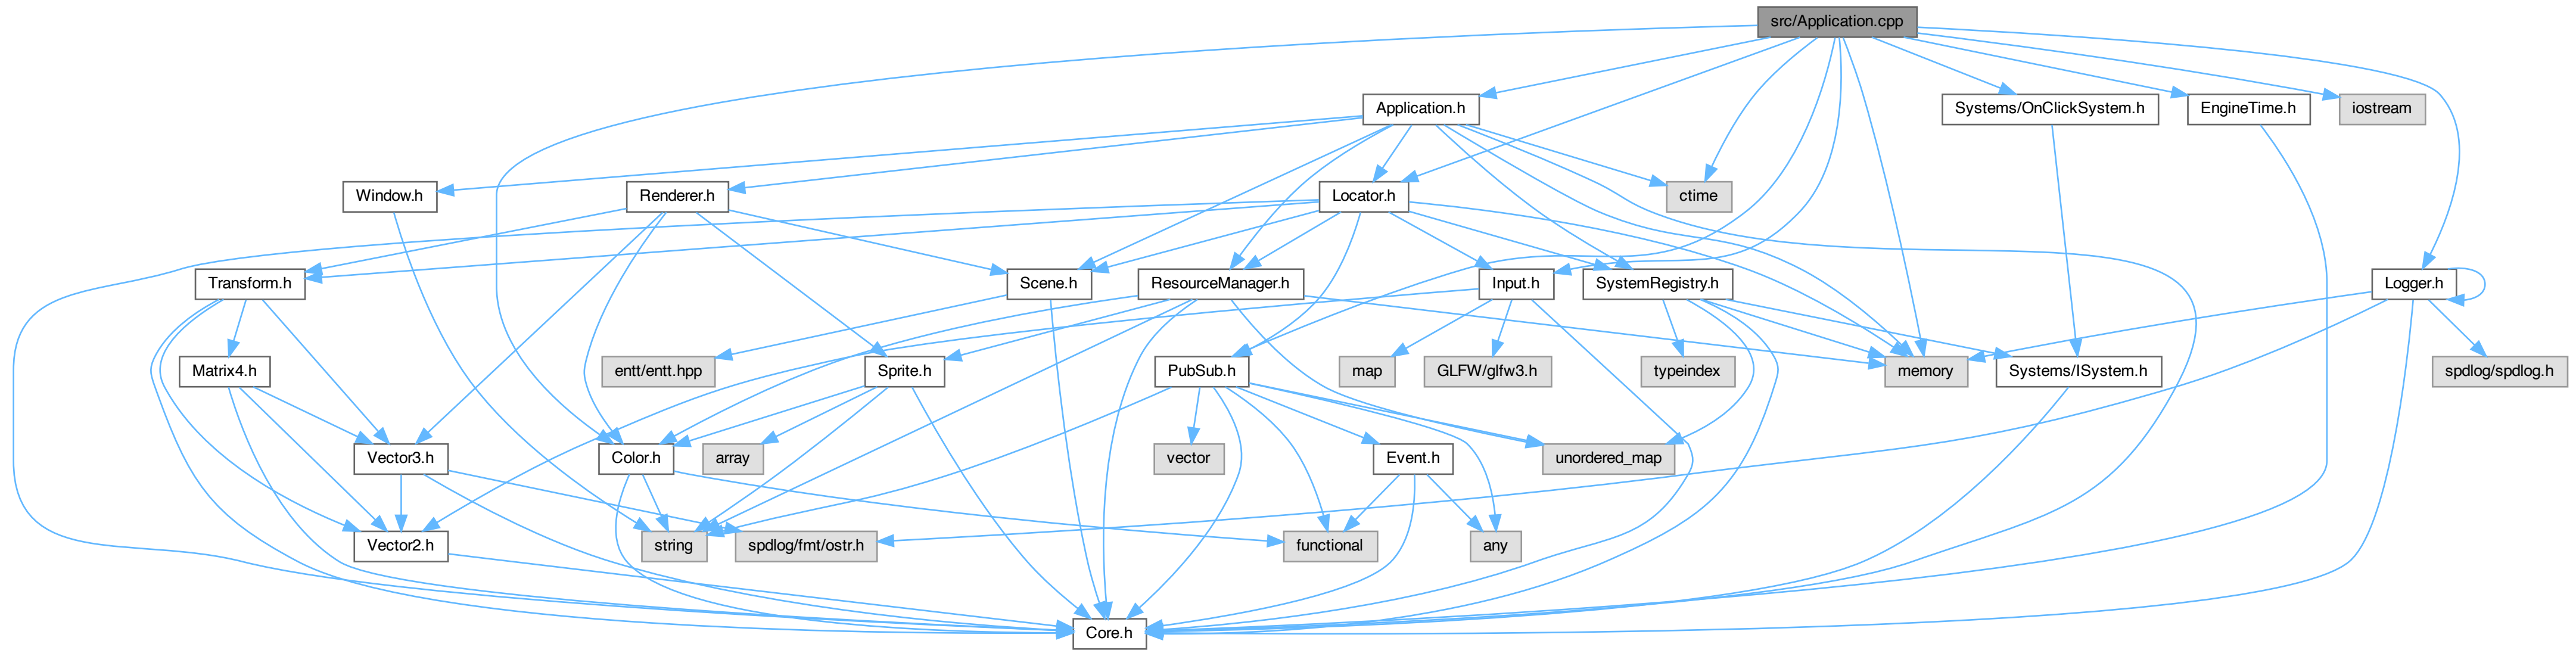 src/Application.cpp
Application.h
Systems/OnClickSystem.h
EngineTime.h
iostream
Window.h
Renderer.h
Locator.h
ctime
Transform.h
Scene.h
ResourceManager.h
Input.h
SystemRegistry.h
Logger.h
Matrix4.h
entt/entt.hpp
Sprite.h
PubSub.h
map
GLFW/glfw3.h
typeindex
memory
Systems/ISystem.h
spdlog/spdlog.h
Vector3.h
Color.h
array
vector
Event.h
unordered_map
Vector2.h
string
spdlog/fmt/ostr.h
functional
any
Core.h